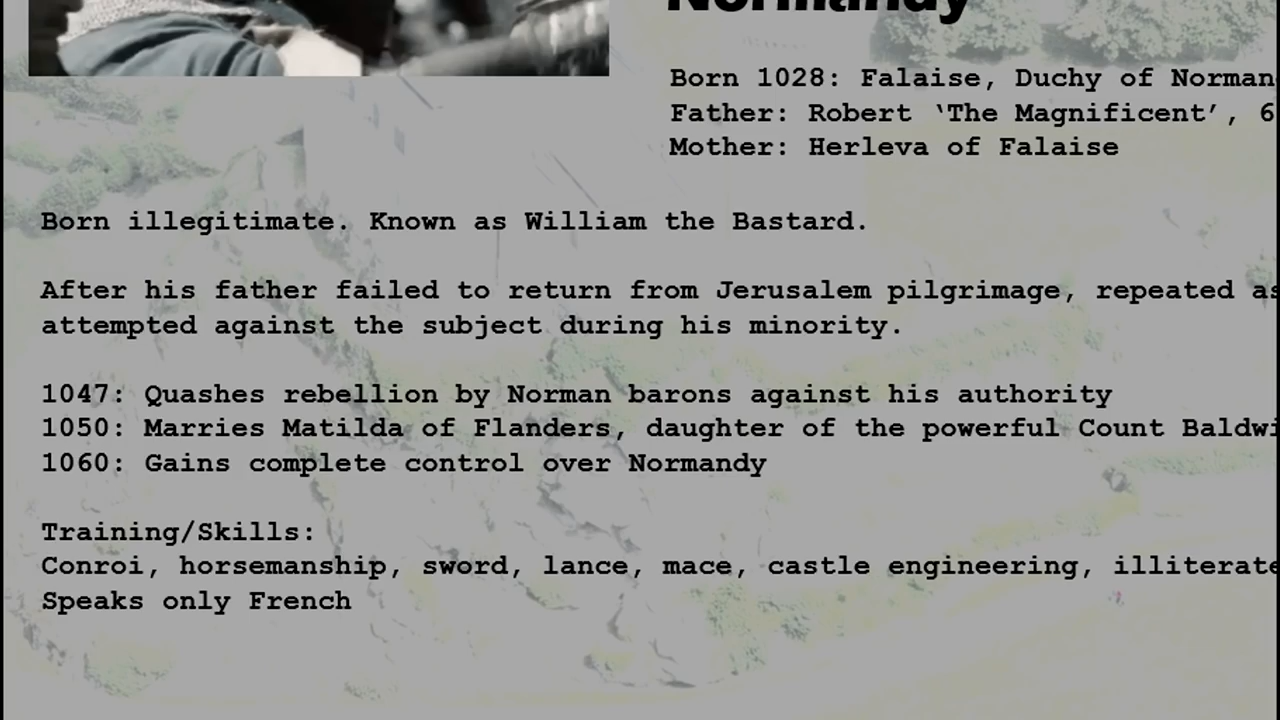 Normandy
Born 1028: Falaise, Duchy of Norman
Father: Robert ‘The Magnificent’, 6
Mother: Herleva of Falaise
Born illegitimate. Known as William the Bastard.
After his father failed to return from Jerusalem pilgrimage, repeated as
attempted against the subject during his minority.
1047: Quashes rebellion by Norman barons against his authority
1050: Marries Matilda of Flanders, daughter of the powerful Count Baldwi
1060: Gains complete control over Normandy
Training/Skills:
Conroi, horsemanship, sword, lance, mace, castle engineering, illiterate
Speaks only French